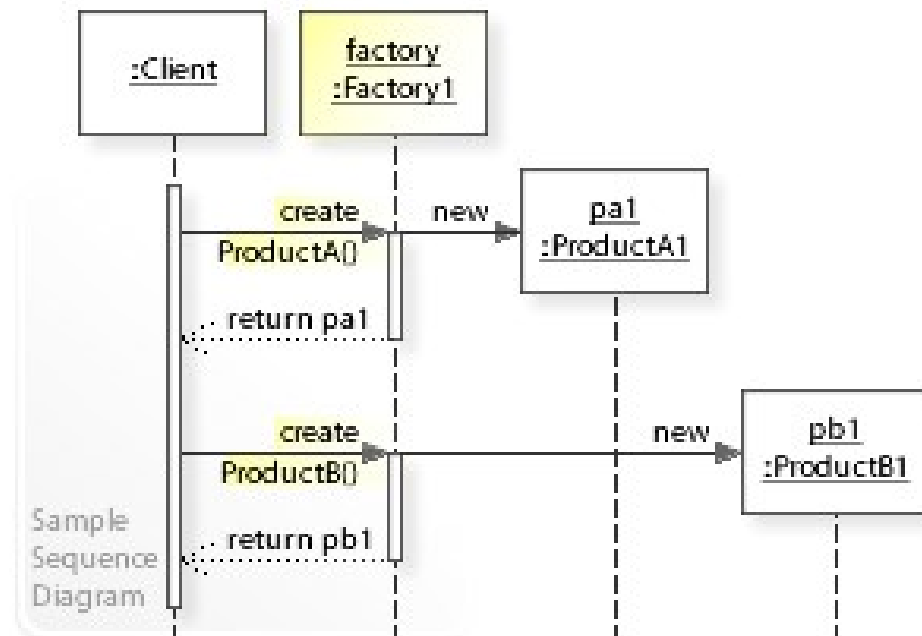 :Client
factory
:Factory1
create
ProductA()
new
pa1
:ProductA1
return pa1
create
ProductB()
new
pb1
:ProductB1
return pb1
Sample
Sequence
Diagram